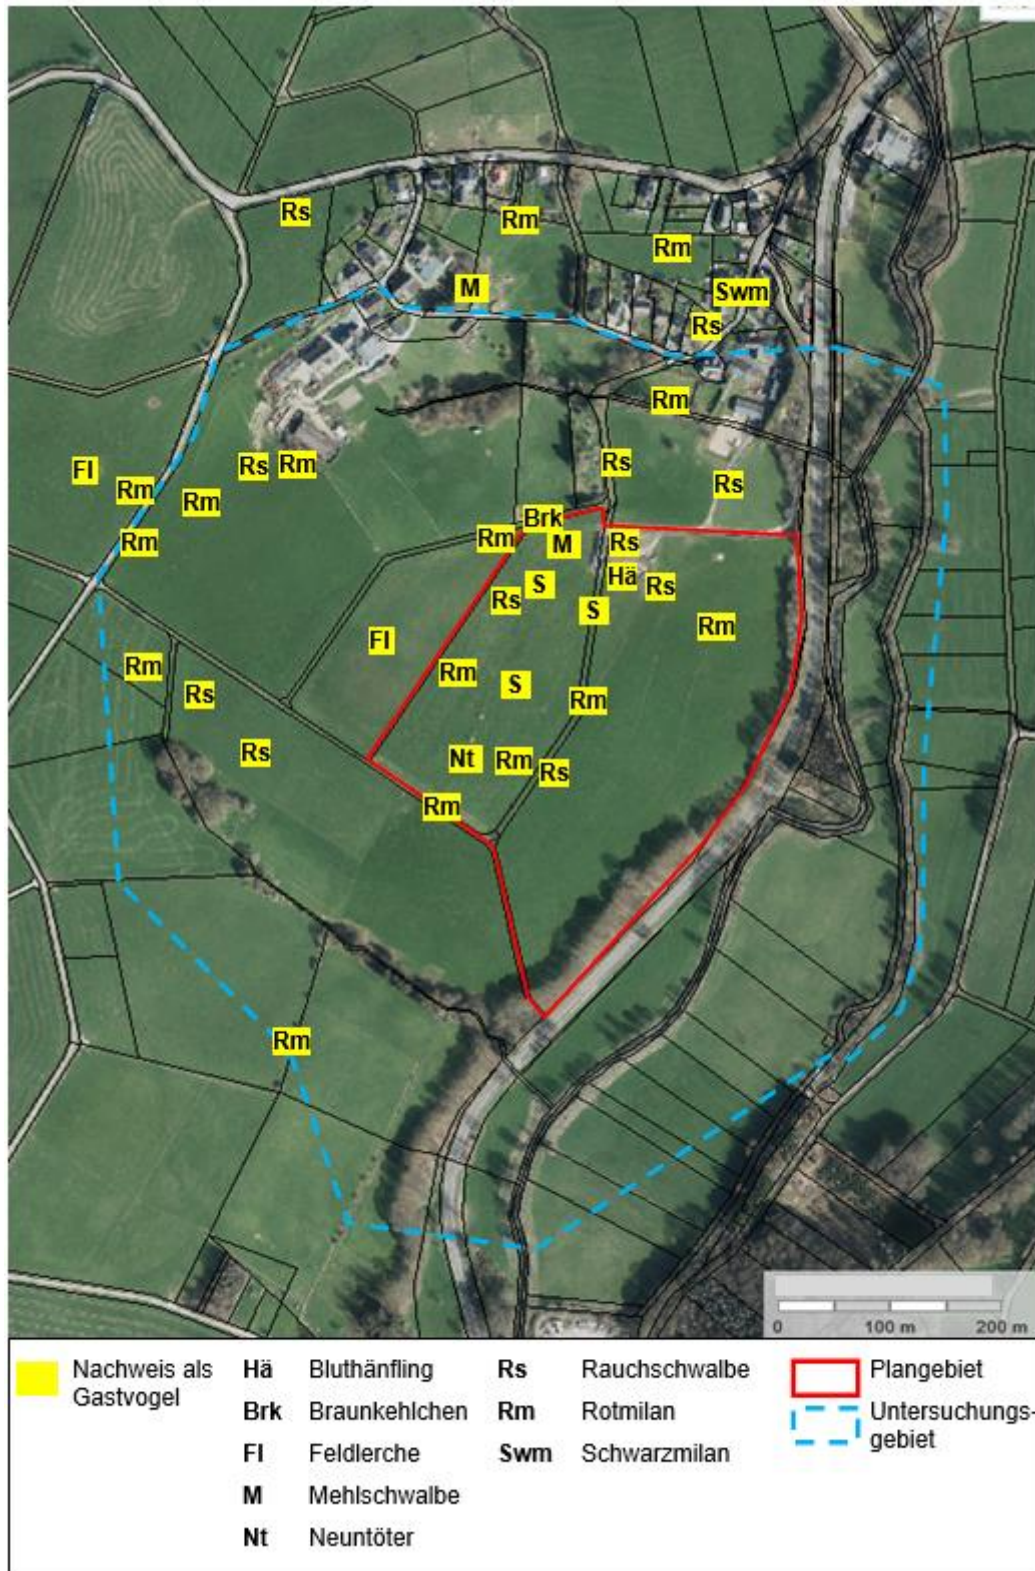 Rs
Rm
Rm
M
Swm
Rs
Rm
Rs
Rs
Rm
Fl
Rm
Rm
Rs
Rm
Rm
Brk
M
Rs
Hä
Rs
S
Rs
S
Rm
Fl
Rm
Rm
S
Rs
Rm
Rs
Nt
Rm
Rs
Rm
Rm
0 100 m 200 m
Nachweis als
Gastvogel
Hä Bluthänfling
Brk Braunkehlchen
Fl Feldlerche
M Mehlschwalbe
Nt Neuntöter
Rs Rauchschwalbe
Rm Rotmilan
Swm Schwarzmilan
Plangebiet
Untersuchungs-
gebiet